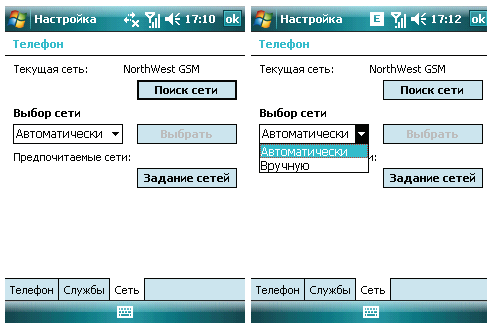 Настройка 17:10 ok
Телефон
Текущая сеть: NorthWest GSM
Поиск сети
Выбор сети
Автоматически Выбрать
Предпочитаемые сети:
Задание сетей
Телефон Службы Сеть
Настройка E 17:12 ok
Телефон
Текущая сеть: NorthWest GSM
Поиск сети
Выбор сети
Автоматически Выбрать
Автоматически и:
Вручную
Задание сетей
Телефон Службы Сеть